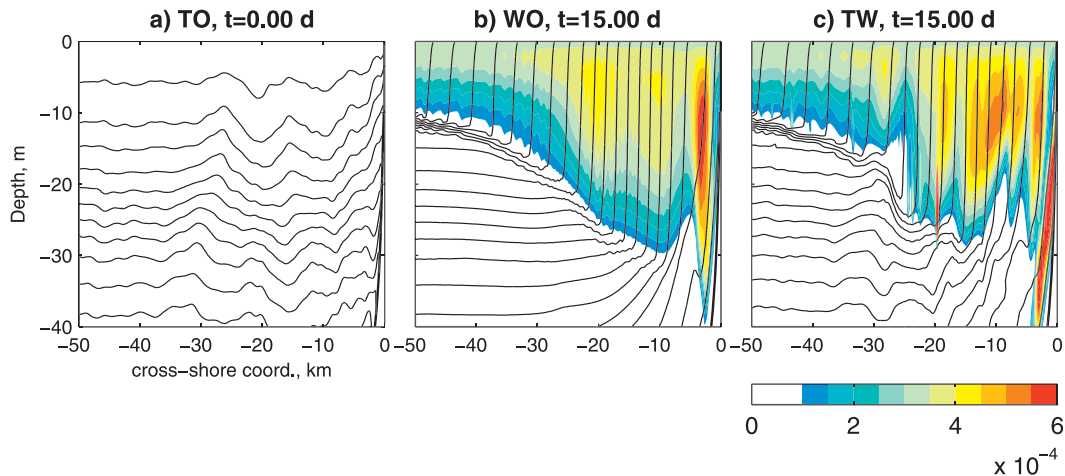 a) TO, t=0.00 d
b) WO, t=15.00 d
c) TW, t=15.00 d
Depth, m
0
−10
−20
−30
−40
−50 −40 −30 −20 −10 0
−50 −40 −30 −20 −10 0
−50 −40 −30 −20 −10 0
cross−shore coord., km
0 2 4 6
x 10⁻⁴